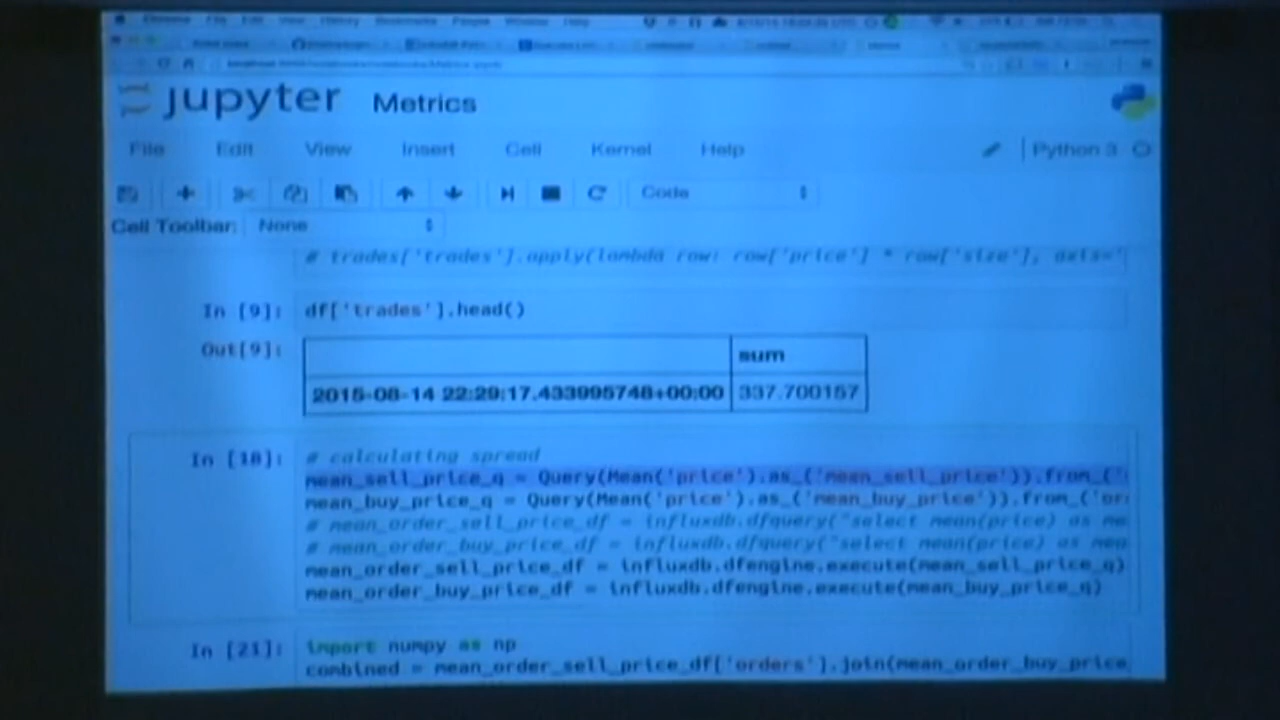 jupyter Metrics
File Edit View Insert Cell Kernel Help
Python 3
Code
Cell Toolbar: None
# trades['trades'].apply(lambda row: row['price'] * row['size'], axis='
In [9]: df['trades'].head()
Out[9]:
sum
2015-08-14 22:29:17.433995748+00:00 337.700157
In [18]: # calculating spread
mean_sell_price_q = Query(Mean('price').as_('mean_sell_price')).from_('
mean_buy_price_q = Query(Mean('price').as_('mean_buy_price')).from_('or
# mean_order_sell_price_df = influxdb.dfquery("select mean(price) as me
# mean_order_buy_price_df = influxdb.dfquery("select mean(price) as mea
mean_order_sell_price_df = influxdb.dfengine.execute(mean_sell_price_q)
mean_order_buy_price_df = influxdb.dfengine.execute(mean_buy_price_q)
In [21]: import numpy as np
combined = mean_order_sell_price_df['orders'].join(mean_order_buy_price